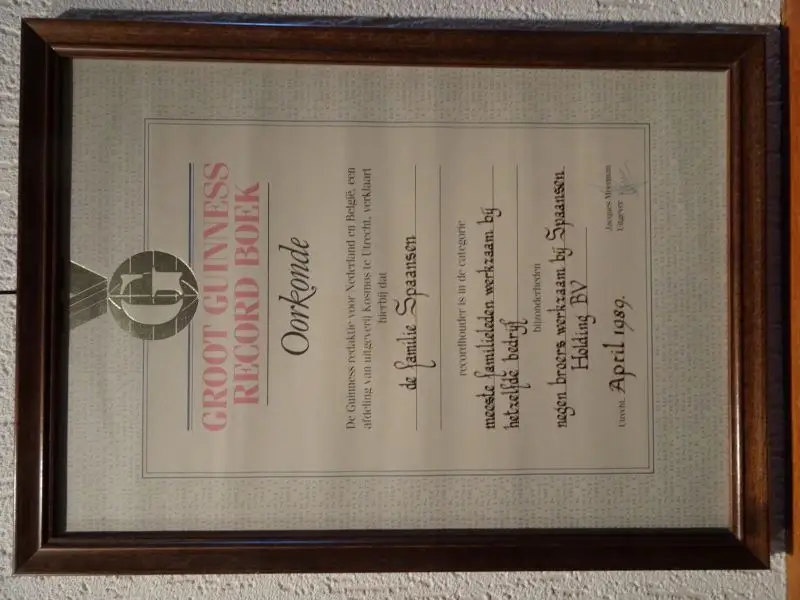 G
GROOT GUINNESS
RECORD BOEK
Oorkonde
De Guinness redaktie voor Nederland en België, een
afdeling van uitgeverij Kosmos te Utrecht, verklaart
hierbij dat
de familie Spaansen
recordhouder is in de categorie
meeste familieleden werkzaam bij
hetzelfde bedrijf
bijzonderheden
negen broers werkzaam bij Spaansen
Holding BV
Utrecht, April 1989.
Jacques Meerman
Uitgever